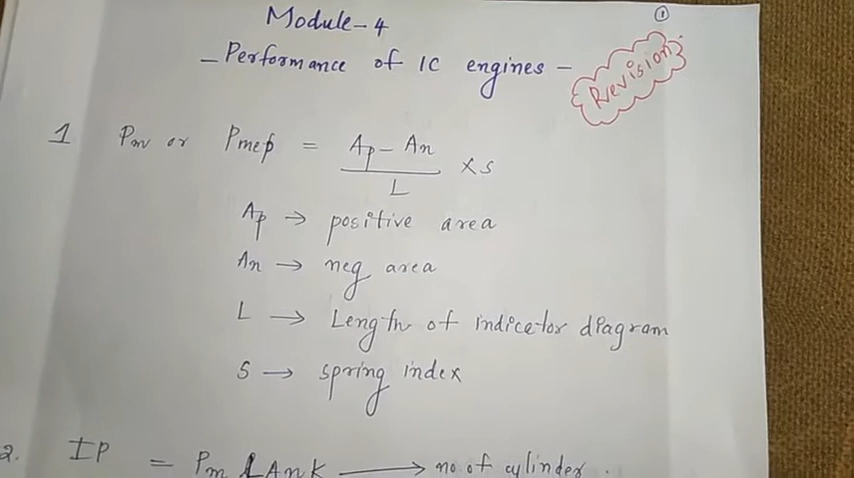 ①
Module-4
- Performance of IC engines -
Revision
1 Pm or Pmep = Ap - An / L × S
Ap → positive area
An → neg area
L → Length of indicator diagram
S → spring index
2. IP = Pm LAnK → no of cylinder.